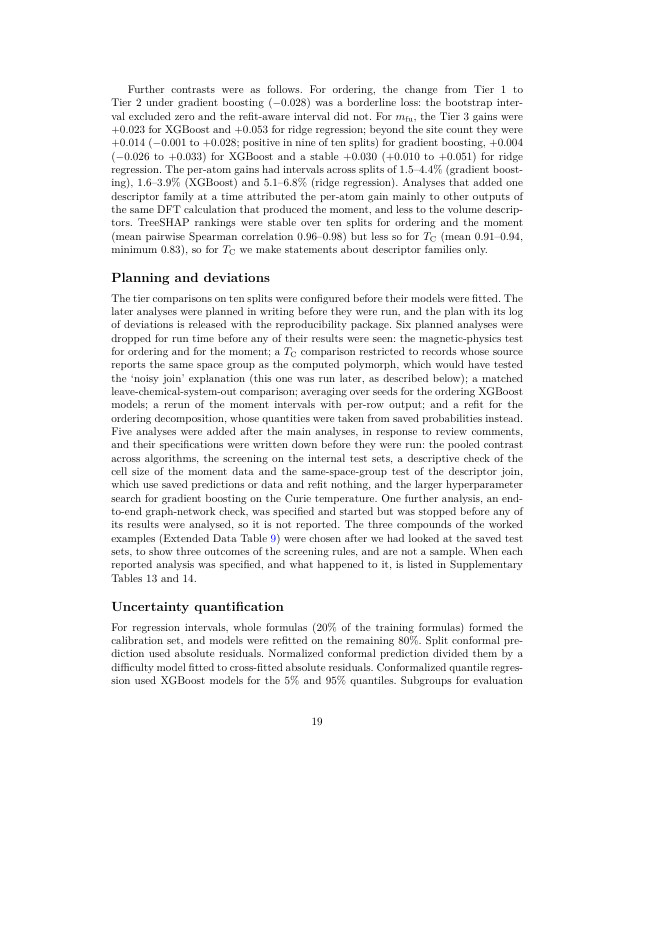 Further contrasts were as follows. For ordering, the change from Tier 1 to
Tier 2 under gradient boosting (−0.028) was a borderline loss: the bootstrap inter-
val excluded zero and the refit-aware interval did not. For mfu, the Tier 3 gains were
+0.023 for XGBoost and +0.053 for ridge regression; beyond the site count they were
+0.014 (−0.001 to +0.028; positive in nine of ten splits) for gradient boosting, +0.004
(−0.026 to +0.033) for XGBoost and a stable +0.030 (+0.010 to +0.051) for ridge
regression. The per-atom gains had intervals across splits of 1.5–4.4% (gradient boost-
ing), 1.6–3.9% (XGBoost) and 5.1–6.8% (ridge regression). Analyses that added one
descriptor family at a time attributed the per-atom gain mainly to other outputs of
the same DFT calculation that produced the moment, and less to the volume descrip-
tors. TreeSHAP rankings were stable over ten splits for ordering and the moment
(mean pairwise Spearman correlation 0.96–0.98) but less so for TC (mean 0.91–0.94,
minimum 0.83), so for TC we make statements about descriptor families only.
Planning and deviations
The tier comparisons on ten splits were configured before their models were fitted. The
later analyses were planned in writing before they were run, and the plan with its log
of deviations is released with the reproducibility package. Six planned analyses were
dropped for run time before any of their results were seen: the magnetic-physics test
for ordering and for the moment; a TC comparison restricted to records whose source
reports the same space group as the computed polymorph, which would have tested
the ‘noisy join’ explanation (this one was run later, as described below); a matched
leave-chemical-system-out comparison; averaging over seeds for the ordering XGBoost
models; a rerun of the moment intervals with per-row output; and a refit for the
ordering decomposition, whose quantities were taken from saved probabilities instead.
Five analyses were added after the main analyses, in response to review comments,
and their specifications were written down before they were run: the pooled contrast
across algorithms, the screening on the internal test sets, a descriptive check of the
cell size of the moment data and the same-space-group test of the descriptor join,
which use saved predictions or data and refit nothing, and the larger hyperparameter
search for gradient boosting on the Curie temperature. One further analysis, an end-
to-end graph-network check, was specified and started but was stopped before any of
its results were analysed, so it is not reported. The three compounds of the worked
examples (Extended Data Table 9) were chosen after we had looked at the saved test
sets, to show three outcomes of the screening rules, and are not a sample. When each
reported analysis was specified, and what happened to it, is listed in Supplementary
Tables 13 and 14.
Uncertainty quantification
For regression intervals, whole formulas (20% of the training formulas) formed the
calibration set, and models were refitted on the remaining 80%. Split conformal pre-
diction used absolute residuals. Normalized conformal prediction divided them by a
difficulty model fitted to cross-fitted absolute residuals. Conformalized quantile regres-
sion used XGBoost models for the 5% and 95% quantiles. Subgroups for evaluation
19